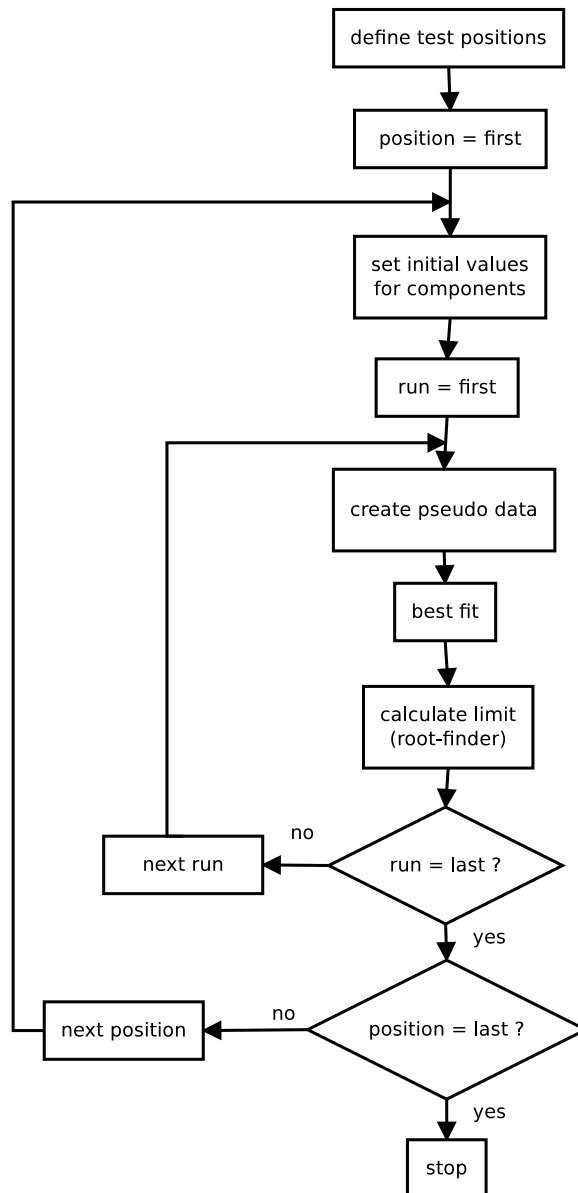 define test positions
position = first
set initial values
for components
run = first
create pseudo data
best fit
calculate limit
(root-finder)
no
next run
run = last ?
yes
no
next position
position = last ?
yes
stop